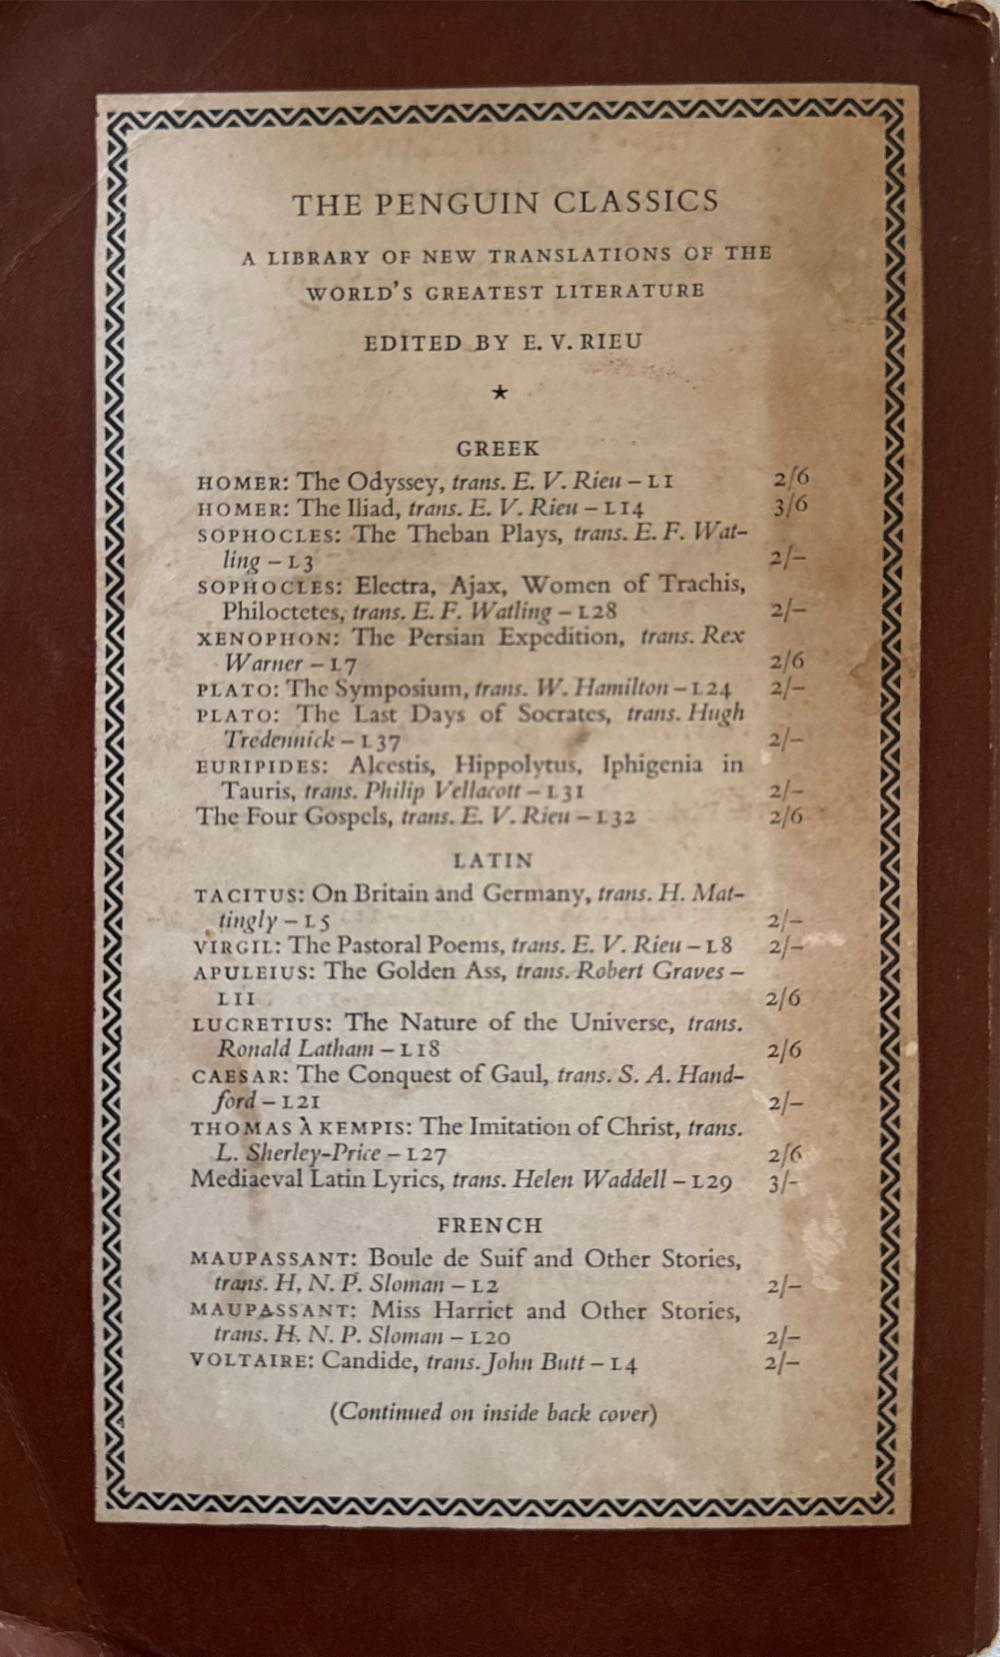 THE PENGUIN CLASSICS
A LIBRARY OF NEW TRANSLATIONS OF THE
WORLD'S GREATEST LITERATURE
EDITED BY E. V. RIEU
★
GREEK
HOMER: The Odyssey, trans. E. V. Rieu – L1 2/6
HOMER: The Iliad, trans. E. V. Rieu – L14 3/6
SOPHOCLES: The Theban Plays, trans. E. F. Wat-
ling – L3 2/–
SOPHOCLES: Electra, Ajax, Women of Trachis,
Philoctetes, trans. E. F. Watling – L28 2/–
XENOPHON: The Persian Expedition, trans. Rex
Warner – L7 2/6
PLATO: The Symposium, trans. W. Hamilton – L24 2/–
PLATO: The Last Days of Socrates, trans. Hugh
Tredennick – L37 2/–
EURIPIDES: Alcestis, Hippolytus, Iphigenia in
Tauris, trans. Philip Vellacott – L31 2/–
The Four Gospels, trans. E. V. Rieu – L32 2/6
LATIN
TACITUS: On Britain and Germany, trans. H. Mat-
tingly – L5 2/–
VIRGIL: The Pastoral Poems, trans. E. V. Rieu – L8 2/–
APULEIUS: The Golden Ass, trans. Robert Graves –
L11 2/6
LUCRETIUS: The Nature of the Universe, trans.
Ronald Latham – L18 2/6
CAESAR: The Conquest of Gaul, trans. S. A. Hand-
ford – L21 2/–
THOMAS À KEMPIS: The Imitation of Christ, trans.
L. Sherley-Price – L27 2/6
Mediaeval Latin Lyrics, trans. Helen Waddell – L29 3/-
FRENCH
MAUPASSANT: Boule de Suif and Other Stories,
trans. H. N. P. Sloman – L2 2/–
MAUPASSANT: Miss Harriet and Other Stories,
trans. H. N. P. Sloman – L20 2/–
VOLTAIRE: Candide, trans. John Butt – L4 2/–
(Continued on inside back cover)